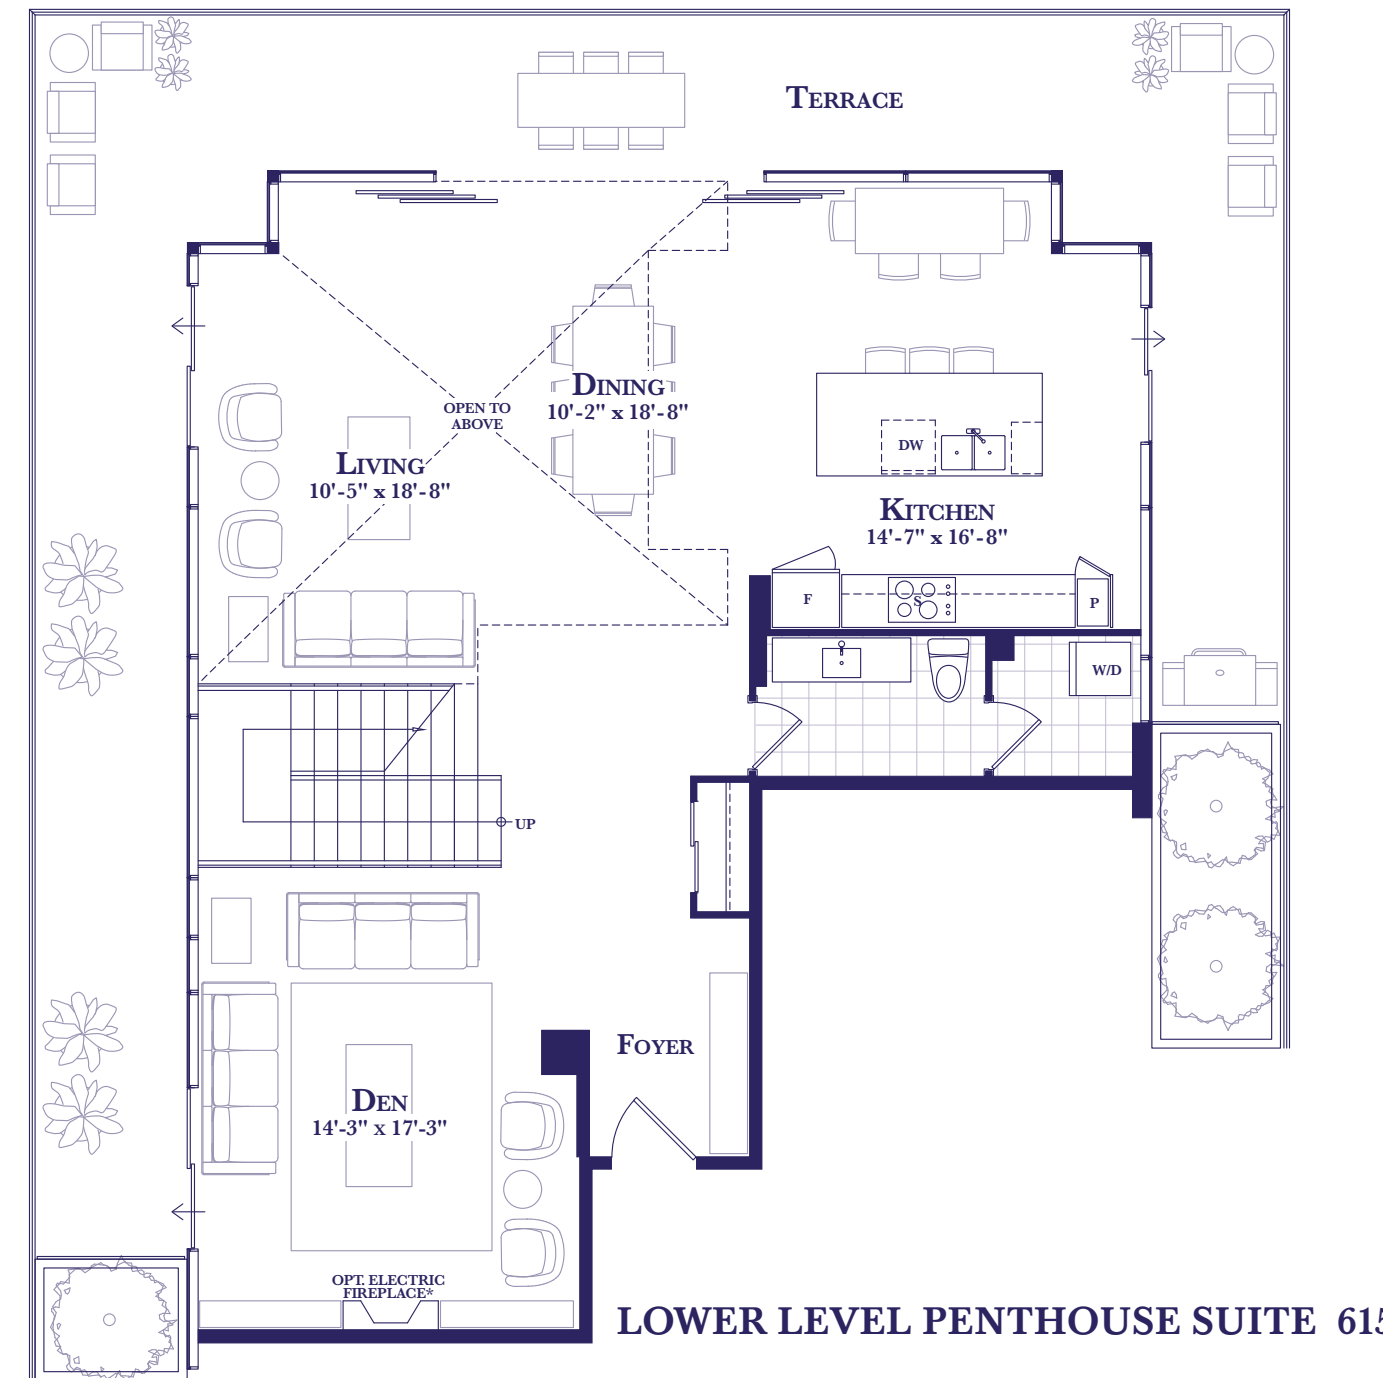 TERRACE
OPEN TO
ABOVE
DINING
10'-2" x 18'-8"
LIVING
10'-5" x 18'-8"
DW
KITCHEN
14'-7" x 16'-8"
F
S
P
W/D
UP
FOYER
DEN
14'-3" x 17'-3"
OPT. ELECTRIC
FIREPLACE*
LOWER LEVEL PENTHOUSE SUITE 615